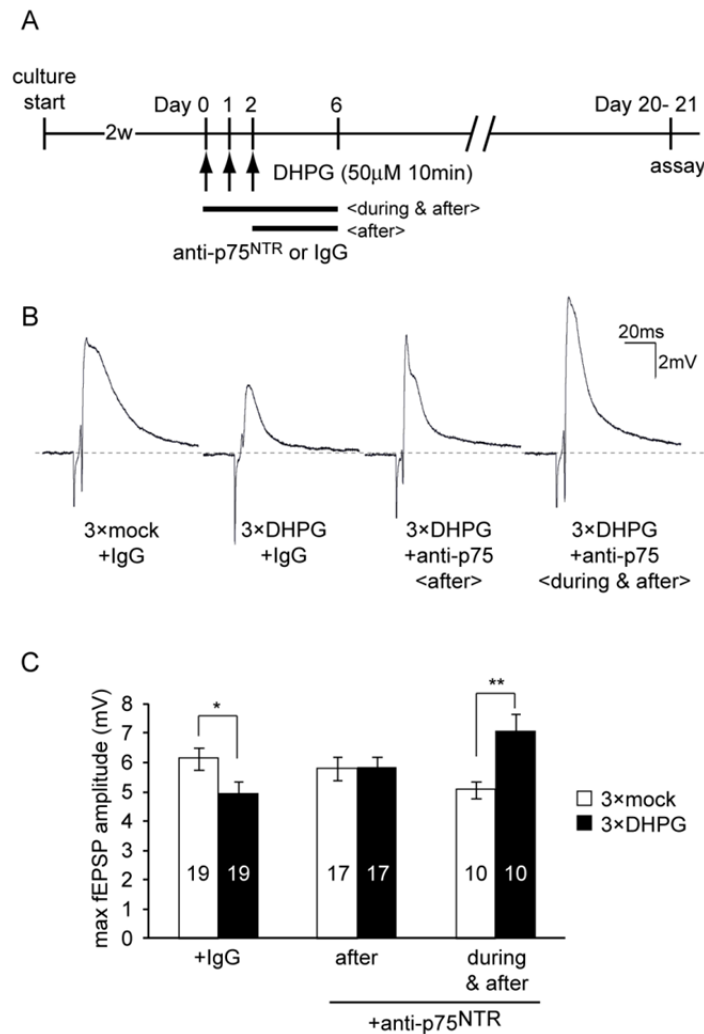 A
culture
start
Day 0 1 2 6 Day 20- 21
2w
DHPG (50μM 10min)
assay
<during & after>
<after>
anti-p75NTR or IgG
B
20ms
2mV
3×mock
+IgG
3×DHPG
+IgG
3×DHPG
+anti-p75
<after>
3×DHPG
+anti-p75
<during & after>
C
max fEPSP amplitude (mV)
8
7
6
5
4
3
2
1
0
*
**
19 19 17 17 10 10
3×mock
3×DHPG
+IgG after during
& after
+anti-p75NTR